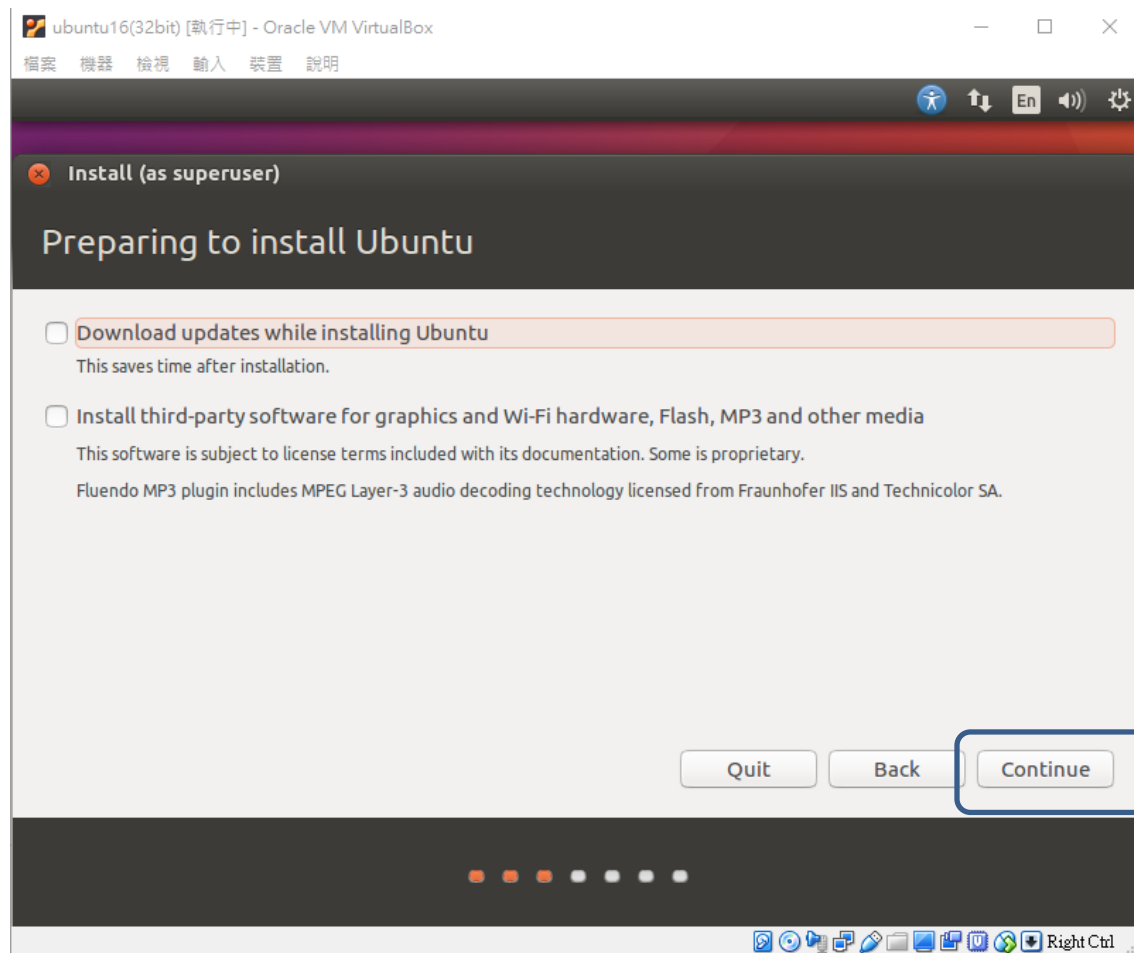 ubuntu16(32bit) [執行中] - Oracle VM VirtualBox
檔案 機器 檢視 輸入 裝置 說明
En
Install (as superuser)
Preparing to install Ubuntu
Download updates while installing Ubuntu
This saves time after installation.
Install third-party software for graphics and Wi-Fi hardware, Flash, MP3 and other media
This software is subject to license terms included with its documentation. Some is proprietary.
Fluendo MP3 plugin includes MPEG Layer-3 audio decoding technology licensed from Fraunhofer IIS and Technicolor SA.
Quit Back Continue
Right Ctrl